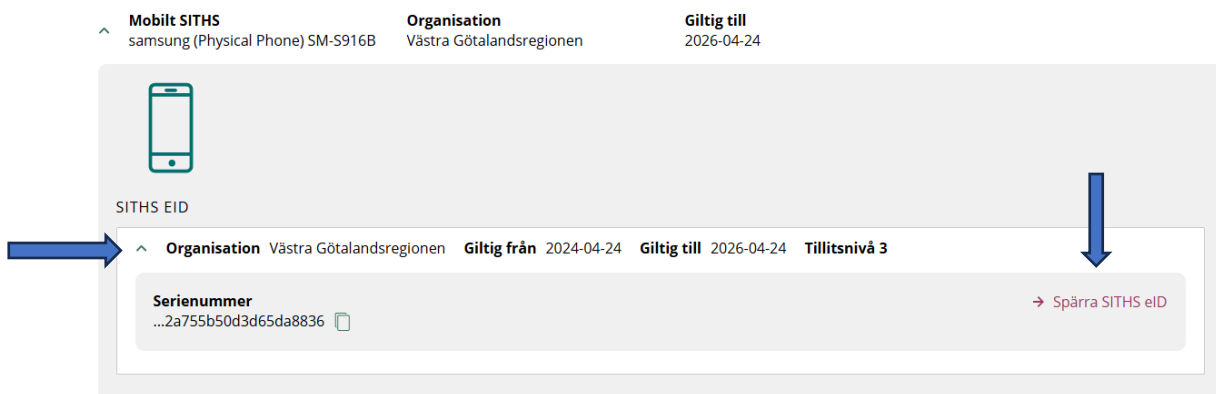 Mobilt SITHS Organisation Giltig till
samsung (Physical Phone) SM-S916B Västra Götalandsregionen 2026-04-24
SITHS EID
Organisation Västra Götalandsregionen Giltig från 2024-04-24 Giltig till 2026-04-24 Tillitsnivå 3
Serienummer
...2a755b50d3d65da8836
→ Spärra SITHS eID